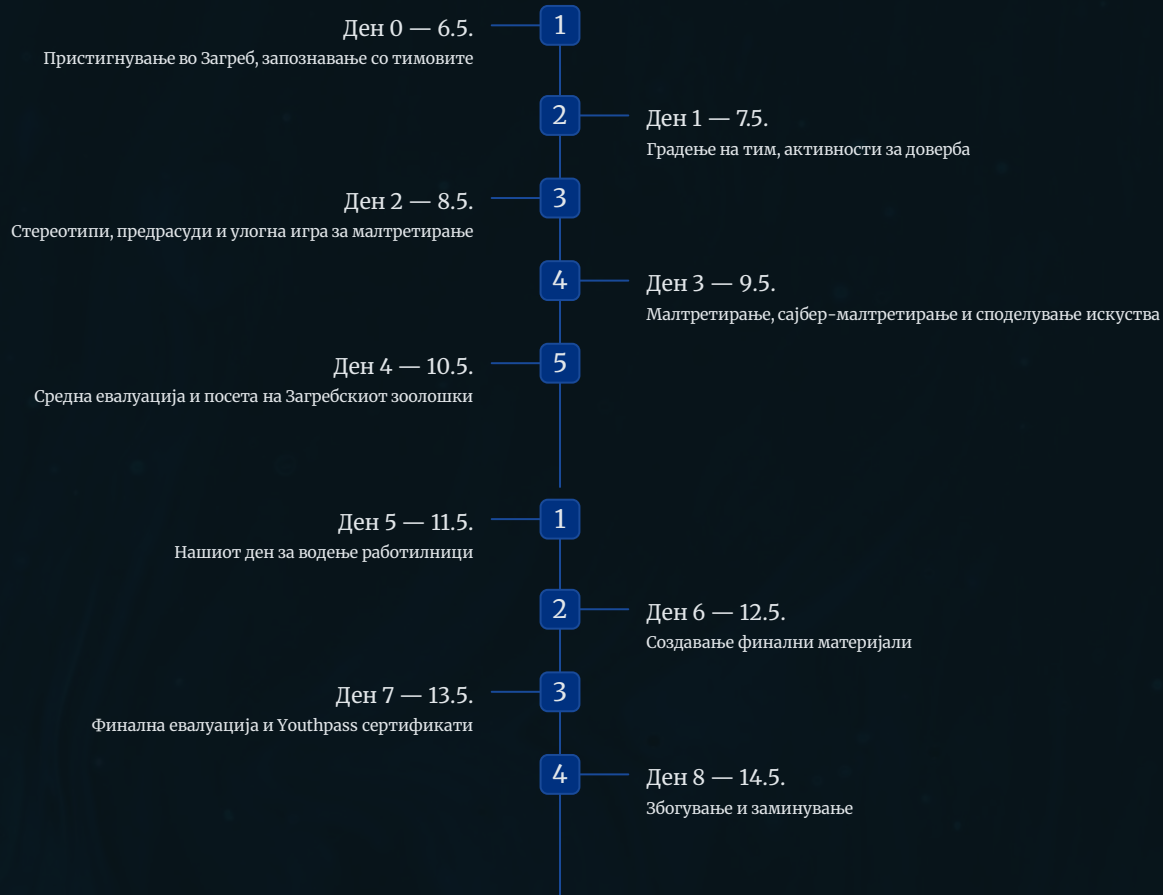 Ден 0 — 6.5.
1
Пристигнување во Загреб, запознавање со тимовите
2
Ден 1 — 7.5.
Градење на тим, активности за доверба
Ден 2 — 8.5.
3
Стереотипи, предрасуди и улогна игра за малтретирање
4
Ден 3 — 9.5.
Малтретирање, сајбер-малтретирање и споделување искуства
Ден 4 — 10.5.
5
Средна евалуација и посета на Загребскиот зоолошки
Ден 5 — 11.5.
1
Нашиот ден за водење работилници
2
Ден 6 — 12.5.
Создавање финални материјали
Ден 7 — 13.5.
3
Финална евалуација и Youthpass сертификати
4
Ден 8 — 14.5.
Збогување и заминување